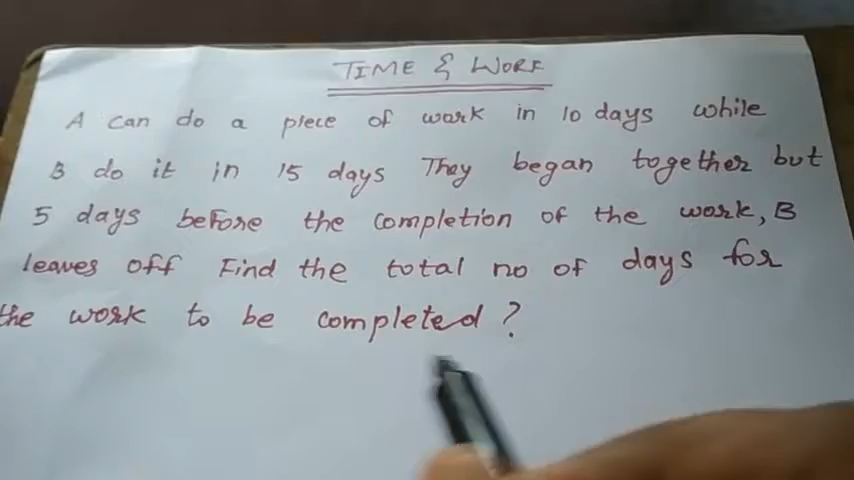 TIME & WORK
A can do a piece of work in 10 days while
B do it in 15 days They began together but
5 days before the completion of the work, B
leaves off Find the total no of days for
the work to be completed ?